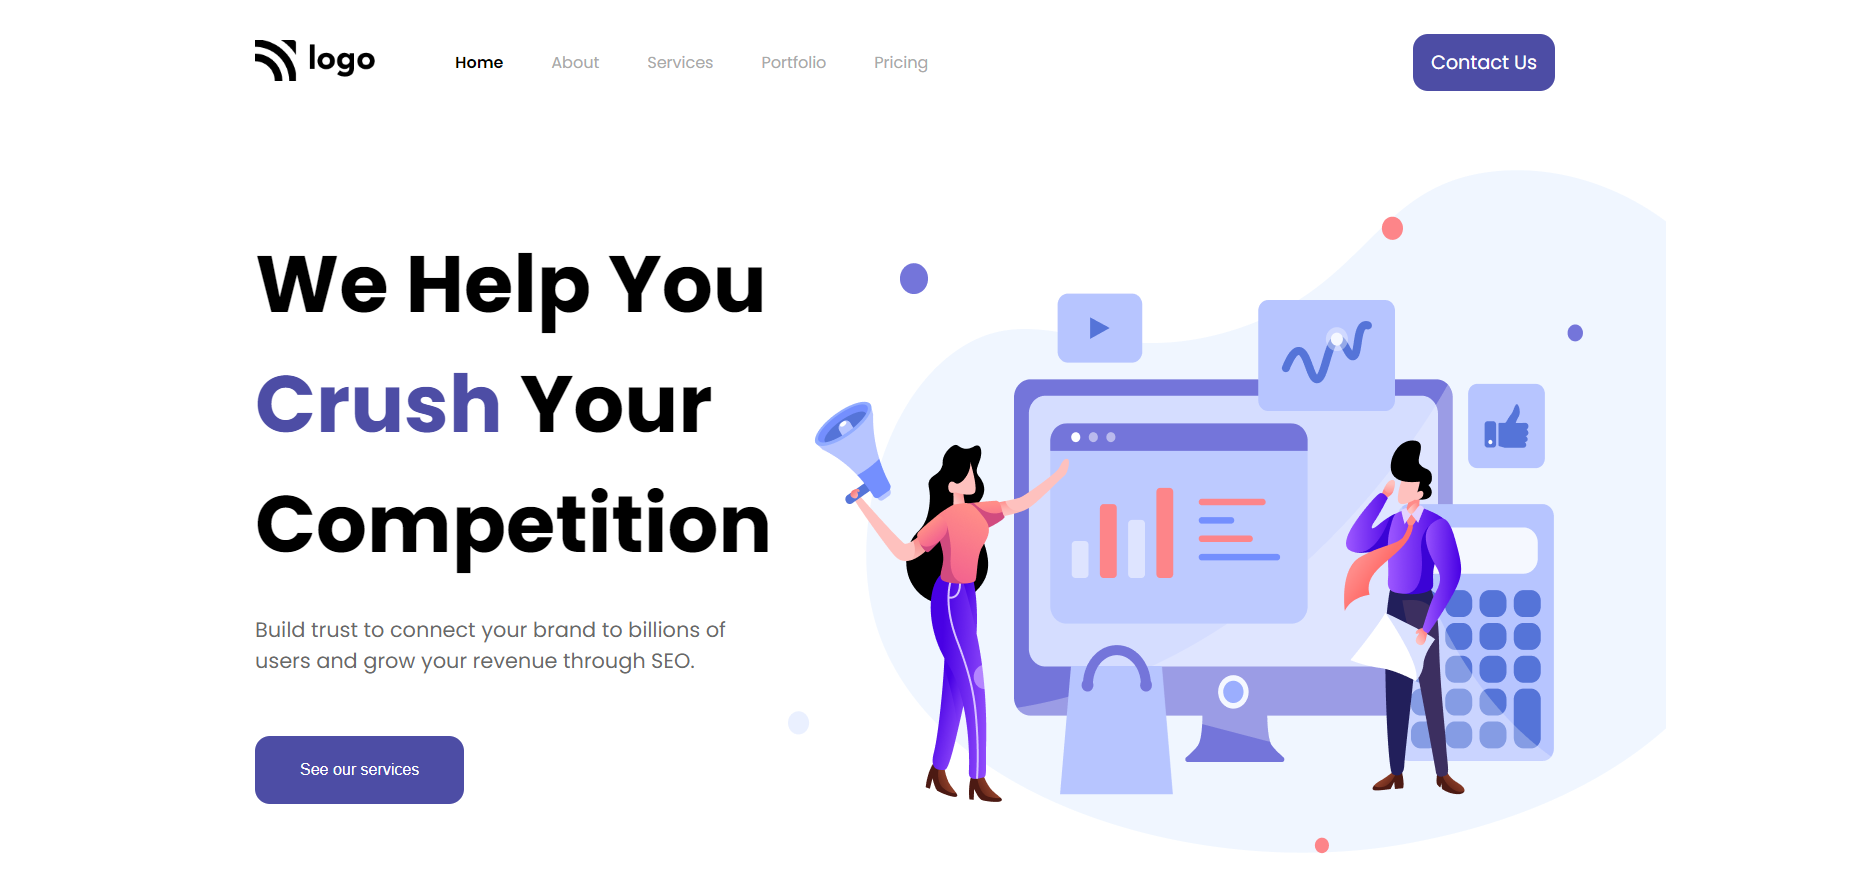 logo
Home About Services Portfolio Pricing
Contact Us
We Help You
Crush Your
Competition
Build trust to connect your brand to billions of
users and grow your revenue through SEO.
See our services